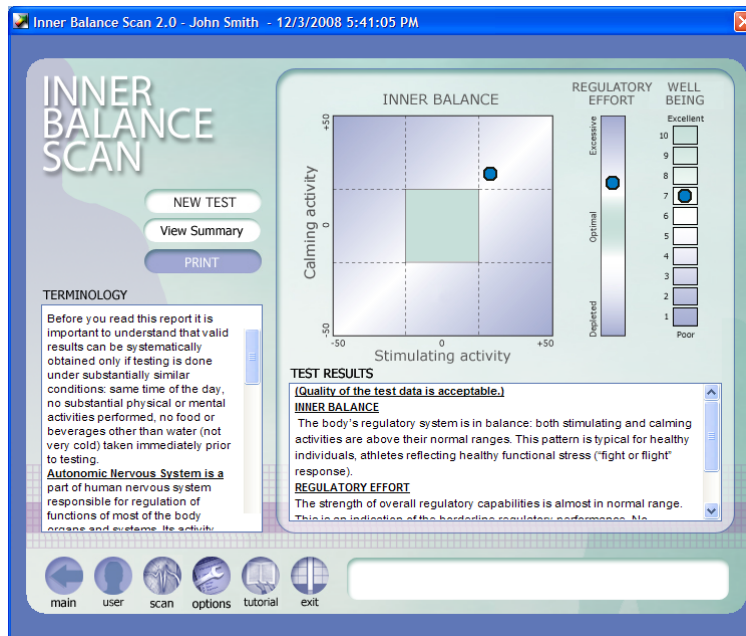 Inner Balance Scan 2.0 - John Smith - 12/3/2008 5:41:05 PM
INNER
BALANCE
SCAN
NEW TEST
View Summary
PRINT
TERMINOLOGY
Before you read this report it is
important to understand that valid
results can be systematically
obtained only if testing is done
under substantially similar
conditions: same time of the day,
no substantial physical or mental
activities performed, no food or
beverages other than water (not
very cold) taken immediately prior
to testing.
Autonomic Nervous System is a
part of human nervous system
responsible for regulation of
functions of most of the body
organs and systems. Its activity
INNER BALANCE
+50
Calming activity
0
-50
-50
0
+50
Stimulating activity
REGULATORY
EFFORT
Excessive
Optimal
Depleted
WELL
BEING
Excellent
10
9
8
7
6
5
4
3
2
1
Poor
TEST RESULTS
(Quality of the test data is acceptable.)
INNER BALANCE
The body's regulatory system is in balance: both stimulating and calming
activities are above their normal ranges. This pattern is typical for healthy
individuals, athletes reflecting healthy functional stress ("fight or flight"
response).
REGULATORY EFFORT
The strength of overall regulatory capabilities is almost in normal range.
This is an indication of the borderline regulatory performance. No
main
user
scan
options
tutorial
exit